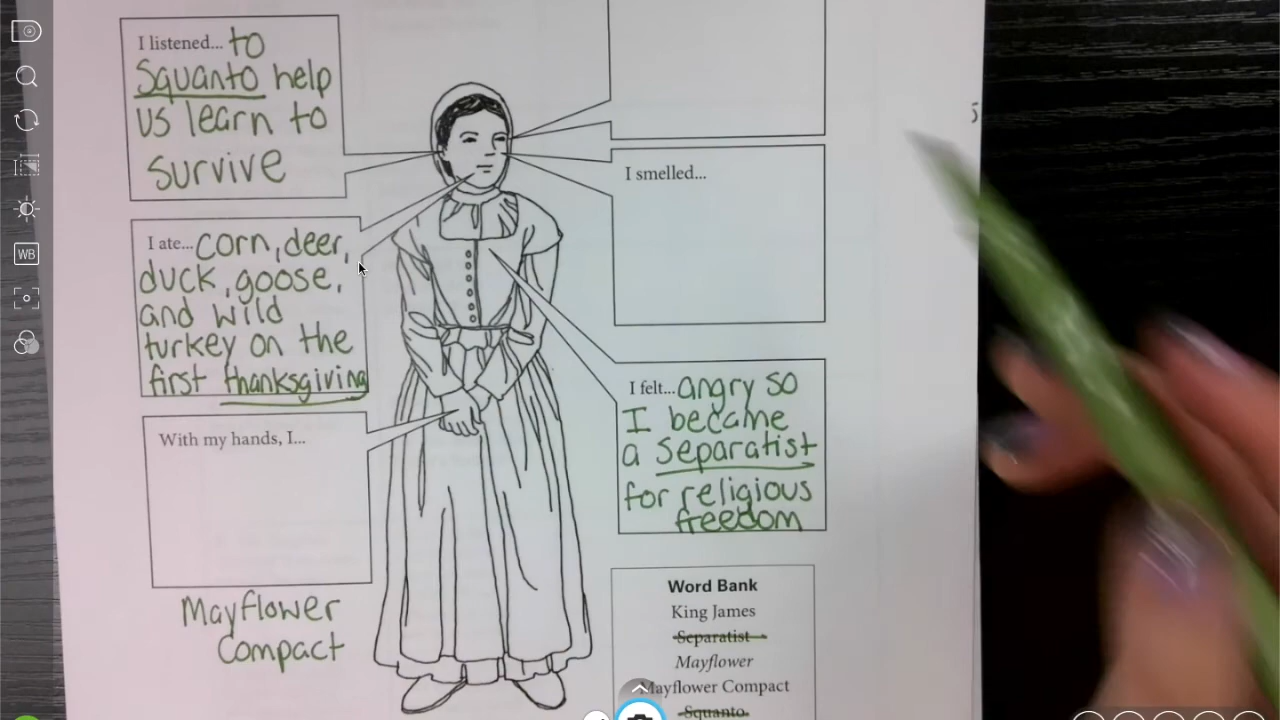 I listened... to
Squanto help
us learn to
survive
I ate... corn, deer,
duck, goose,
and wild
turkey on the
first thanksgiving
With my hands, I...
Mayflower
Compact
I smelled...
I felt... angry so
I became
a separatist
for religious
freedom
Word Bank
King James
Separatist
Mayflower
Mayflower Compact
Squanto
5
WB